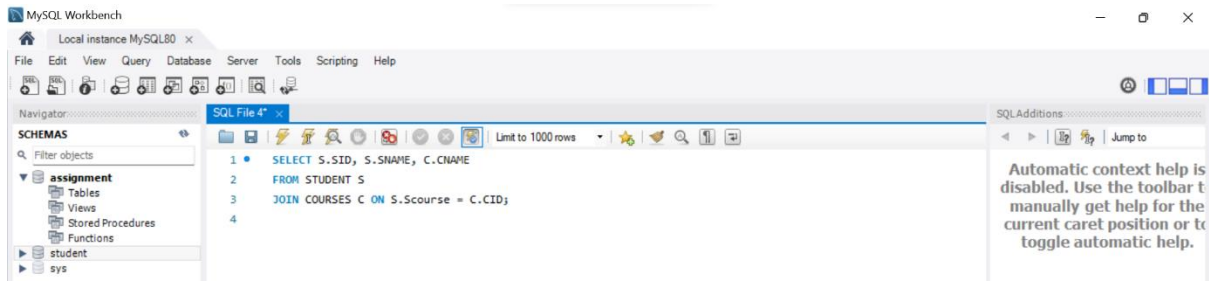 MySQL Workbench
Local instance MySQL80
File Edit View Query Database Server Tools Scripting Help
Navigator
SCHEMAS
Filter objects
assignment
Tables
Views
Stored Procedures
Functions
student
sys
SQL File 4*
Limit to 1000 rows
1 SELECT S.SID, S.SNAME, C.CNAME
2 FROM STUDENT S
3 JOIN COURSES C ON S.Scourse = C.CID;
4
SQLAdditions
Jump to
Automatic context help is
disabled. Use the toolbar t
manually get help for the
current caret position or to
toggle automatic help.